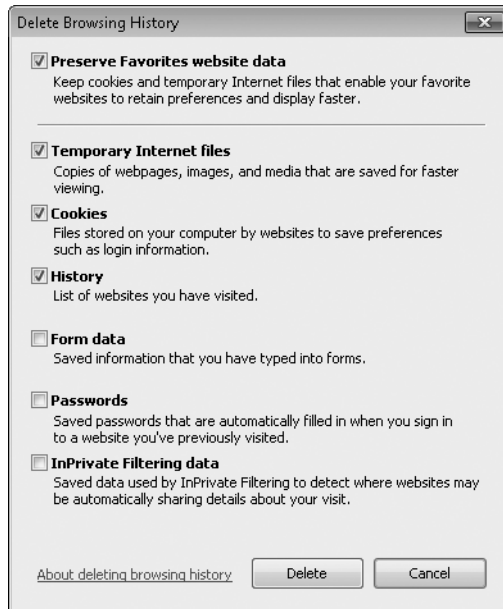 Delete Browsing History
Preserve Favorites website data
Keep cookies and temporary Internet files that enable your favorite
websites to retain preferences and display faster.
Temporary Internet files
Copies of webpages, images, and media that are saved for faster
viewing.
Cookies
Files stored on your computer by websites to save preferences
such as login information.
History
List of websites you have visited.
Form data
Saved information that you have typed into forms.
Passwords
Saved passwords that are automatically filled in when you sign in
to a website you've previously visited.
InPrivate Filtering data
Saved data used by InPrivate Filtering to detect where websites may
be automatically sharing details about your visit.
About deleting browsing history Delete Cancel